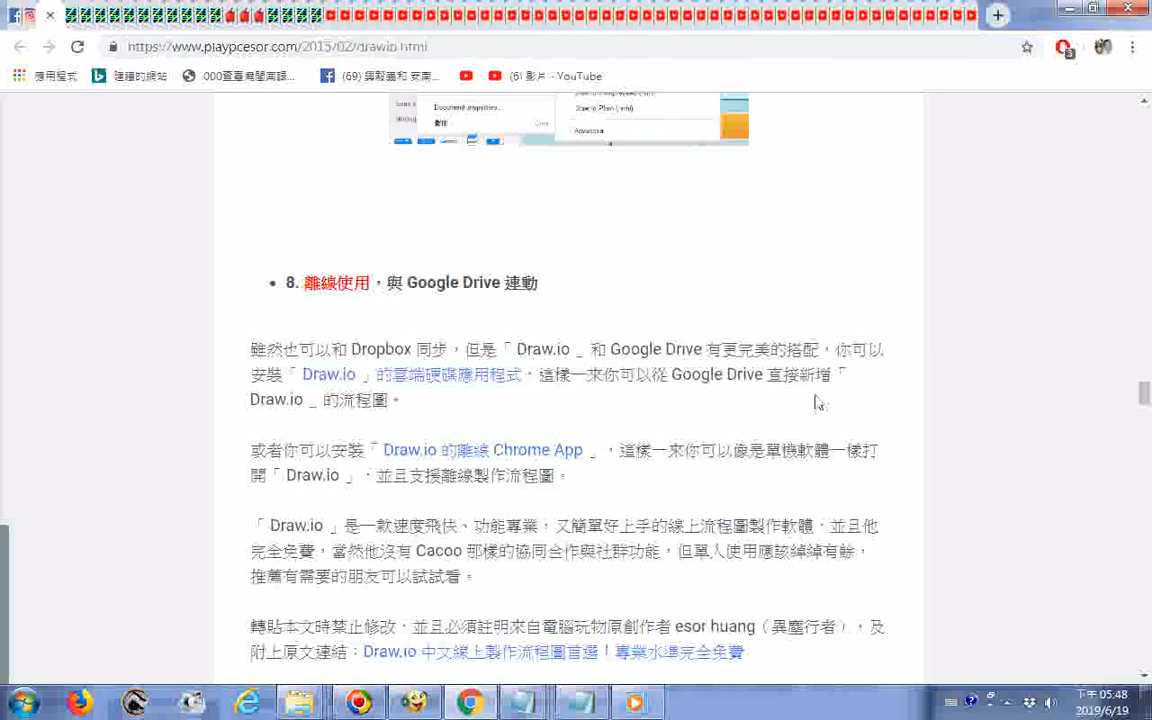 https://www.playpcesor.com/2015/02/drawio.html
應用程式
建議的網站
YouTube
Document properties...
Advanced
8. 離線使用，與 Google Drive 連動
雖然也可以和 Dropbox 同步，但是「 Draw.io 」和 Google Drive 有更完美的搭配，你可以
安裝「 Draw.io 」的雲端硬碟應用程式，這樣一來你可以從 Google Drive 直接新增「
Draw.io 」的流程圖。
或者你可以安裝「 Draw.io 的離線 Chrome App 」，這樣一來你可以像是單機軟體一樣打
開「 Draw.io 」，並且支援離線製作流程圖。
「 Draw.io 」是一款速度飛快、功能專業，又簡單好上手的線上流程圖製作軟體，並且他
完全免費，當然他沒有 Cacoo 那樣的協同合作與社群功能，但單人使用應該綽綽有餘，
推薦有需要的朋友可以試試看。
轉貼本文時禁止修改，並且必須註明來自電腦玩物原創作者 esor huang（異塵行者），及
附上原文連結：Draw.io 中文線上製作流程圖首選！專業水準完全免費
下午 05:48
2019/6/19